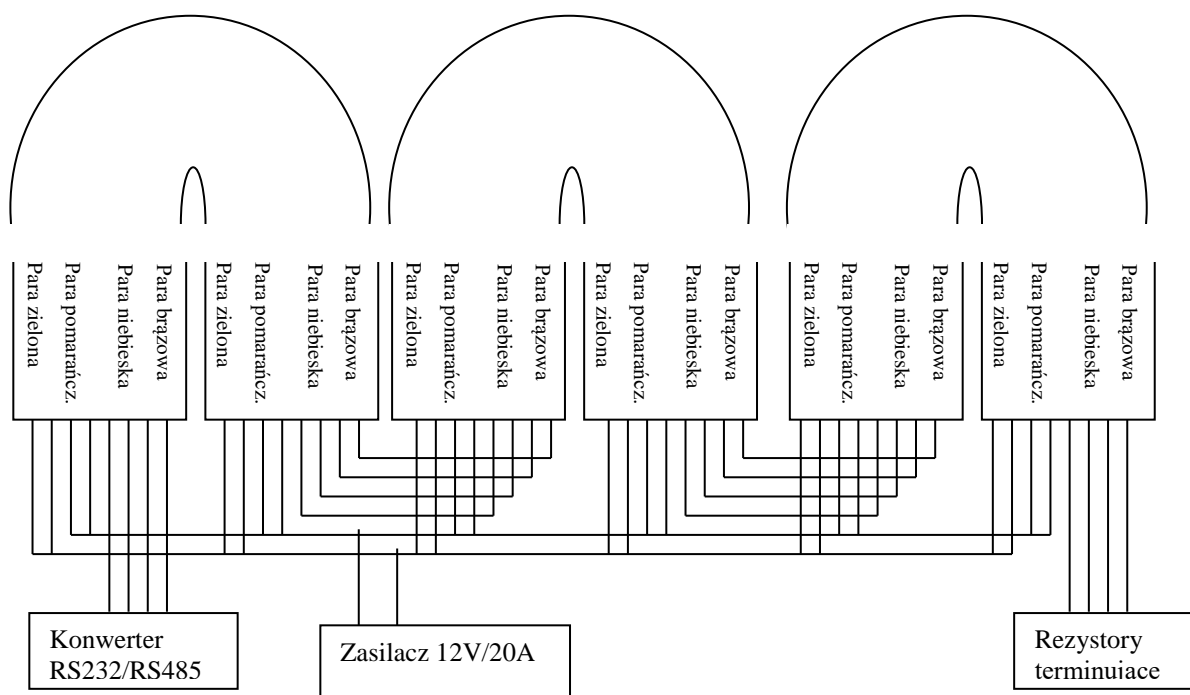 Para zielona
Para pomarańcz.
Para niebieska
Para brązowa
Para zielona
Para pomarańcz.
Para niebieska
Para brązowa
Para zielona
Para pomarańcz.
Para niebieska
Para brązowa
Para zielona
Para pomarańcz.
Para niebieska
Para brązowa
Para zielona
Para pomarańcz.
Para niebieska
Para brązowa
Para zielona
Para pomarańcz.
Para niebieska
Para brązowa
Konwerter
RS232/RS485
Zasilacz 12V/20A
Rezystory
terminujace